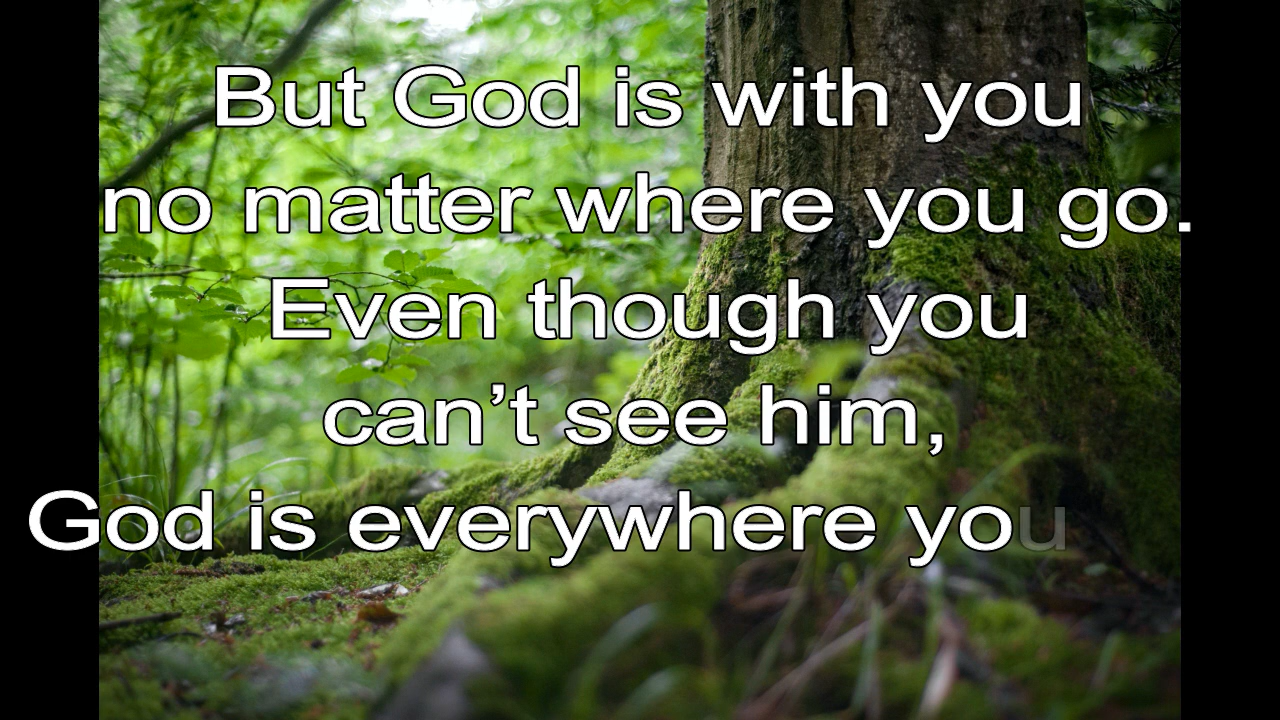 But God is with you
no matter where you go.
Even though you
can’t see him,
God is everywhere you